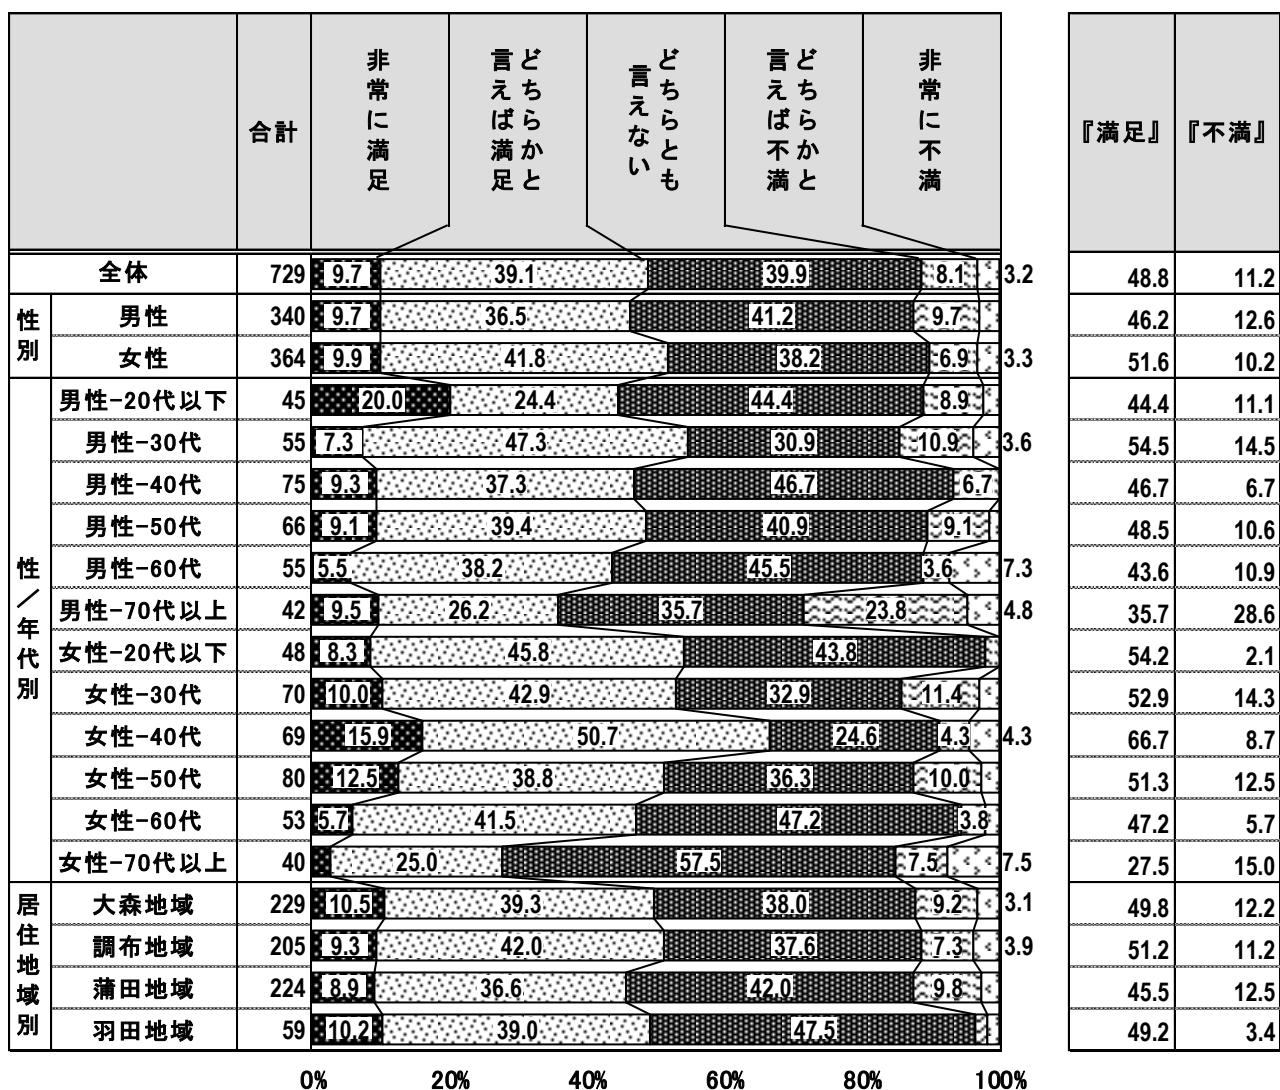 合計 非常に満足 どちらかと言えば満足 どちらとも言えない どちらかと言えば不満 非常に不満 『満足』 『不満』
全体 729 9.7 39.1 39.9 8.1 3.2 48.8 11.2
性別
男性 340 9.7 36.5 41.2 9.7 46.2 12.6
女性 364 9.9 41.8 38.2 6.9 3.3 51.6 10.2
性/年代別
男性-20代以下 45 20.0 24.4 44.4 8.9 44.4 11.1
男性-30代 55 7.3 47.3 30.9 10.9 3.6 54.5 14.5
男性-40代 75 9.3 37.3 46.7 6.7 46.7 6.7
男性-50代 66 9.1 39.4 40.9 9.1 48.5 10.6
男性-60代 55 5.5 38.2 45.5 3.6 7.3 43.6 10.9
男性-70代以上 42 9.5 26.2 35.7 23.8 4.8 35.7 28.6
女性-20代以下 48 8.3 45.8 43.8 54.2 2.1
女性-30代 70 10.0 42.9 32.9 11.4 52.9 14.3
女性-40代 69 15.9 50.7 24.6 4.3 4.3 66.7 8.7
女性-50代 80 12.5 38.8 36.3 10.0 51.3 12.5
女性-60代 53 5.7 41.5 47.2 3.8 47.2 5.7
女性-70代以上 40 25.0 57.5 7.5 7.5 27.5 15.0
居住地域別
大森地域 229 10.5 39.3 38.0 9.2 3.1 49.8 12.2
調布地域 205 9.3 42.0 37.6 7.3 3.9 51.2 11.2
蒲田地域 224 8.9 36.6 42.0 9.8 45.5 12.5
羽田地域 59 10.2 39.0 47.5 49.2 3.4
0% 20% 40% 60% 80% 100%